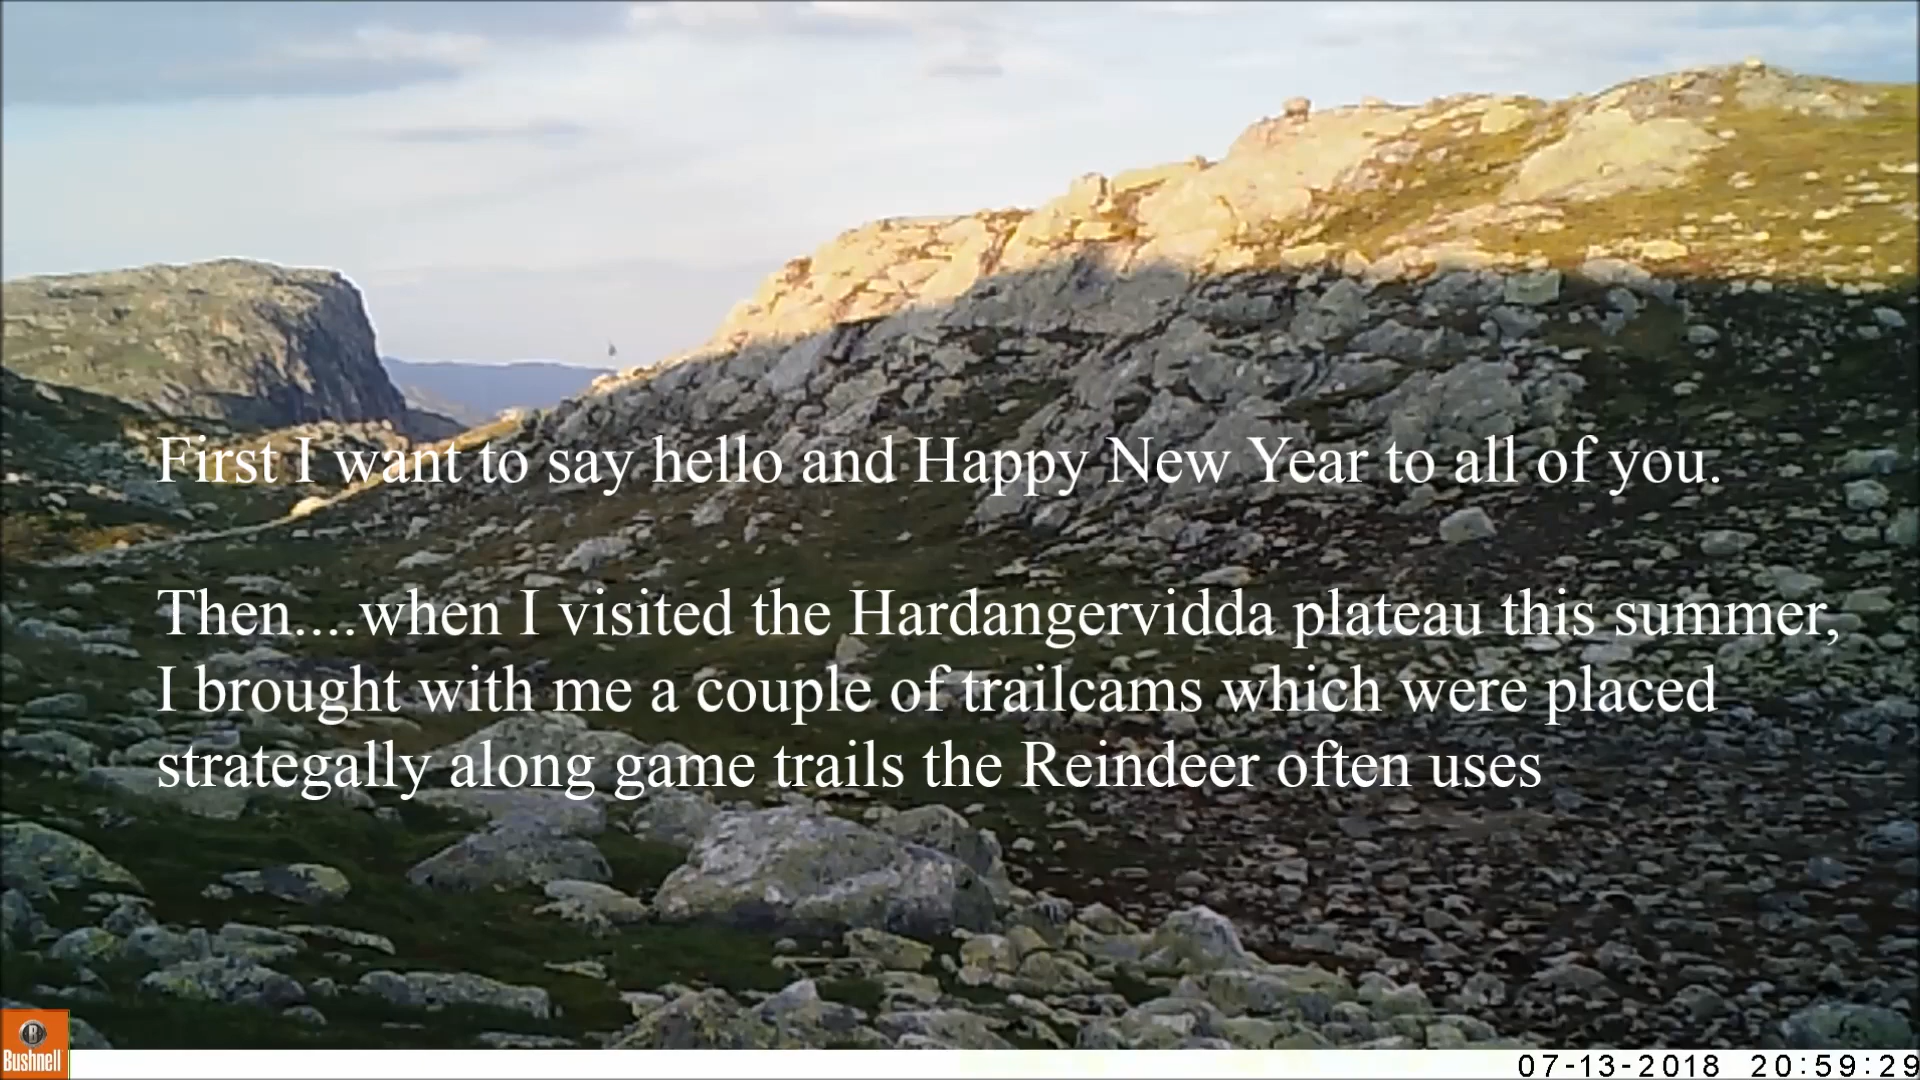 First I want to say hello and Happy New Year to all of you.
Then....when I visited the Hardangervidda plateau this summer,
I brought with me a couple of trailcams which were placed
strategally along game trails the Reindeer often uses
B
Bushnell
07-13-2018 20:59:29